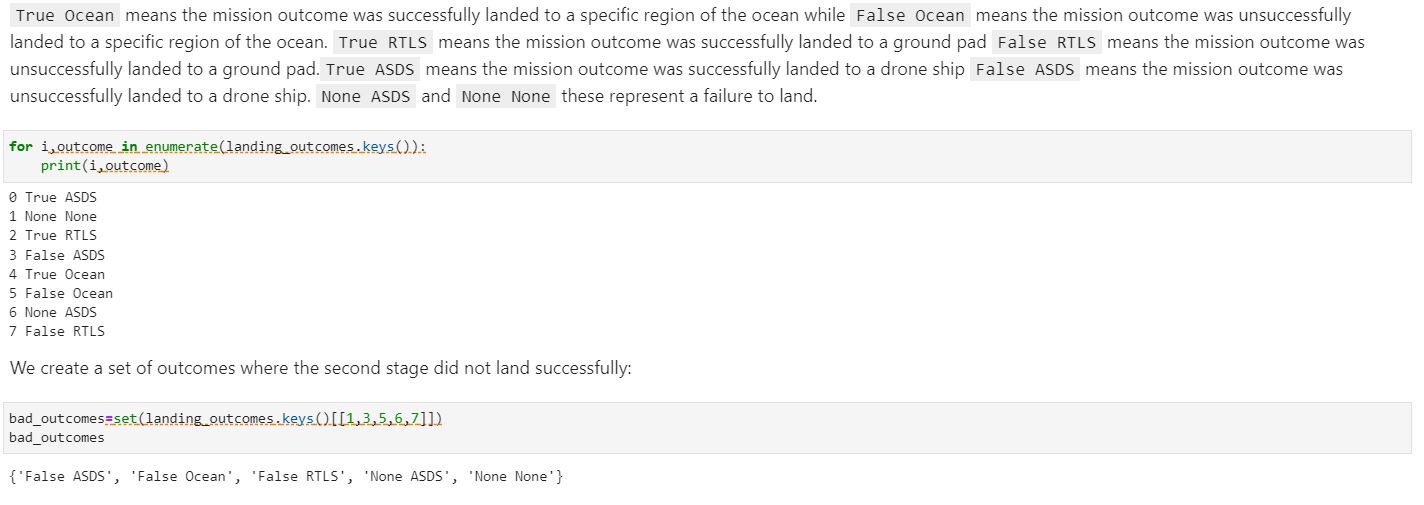 True Ocean means the mission outcome was successfully landed to a specific region of the ocean while False Ocean means the mission outcome was unsuccessfully
landed to a specific region of the ocean. True RTLS means the mission outcome was successfully landed to a ground pad False RTLS means the mission outcome was
unsuccessfully landed to a ground pad. True ASDS means the mission outcome was successfully landed to a drone ship False ASDS means the mission outcome was
unsuccessfully landed to a drone ship. None ASDS and None None these represent a failure to land.
for i,outcome in enumerate(landing_outcomes.keys()):
    print(i,outcome)
0 True ASDS
1 None None
2 True RTLS
3 False ASDS
4 True Ocean
5 False Ocean
6 None ASDS
7 False RTLS
We create a set of outcomes where the second stage did not land successfully:
bad_outcomes=set(landing_outcomes.keys()[[1,3,5,6,7]])
bad_outcomes
{'False ASDS', 'False Ocean', 'False RTLS', 'None ASDS', 'None None'}